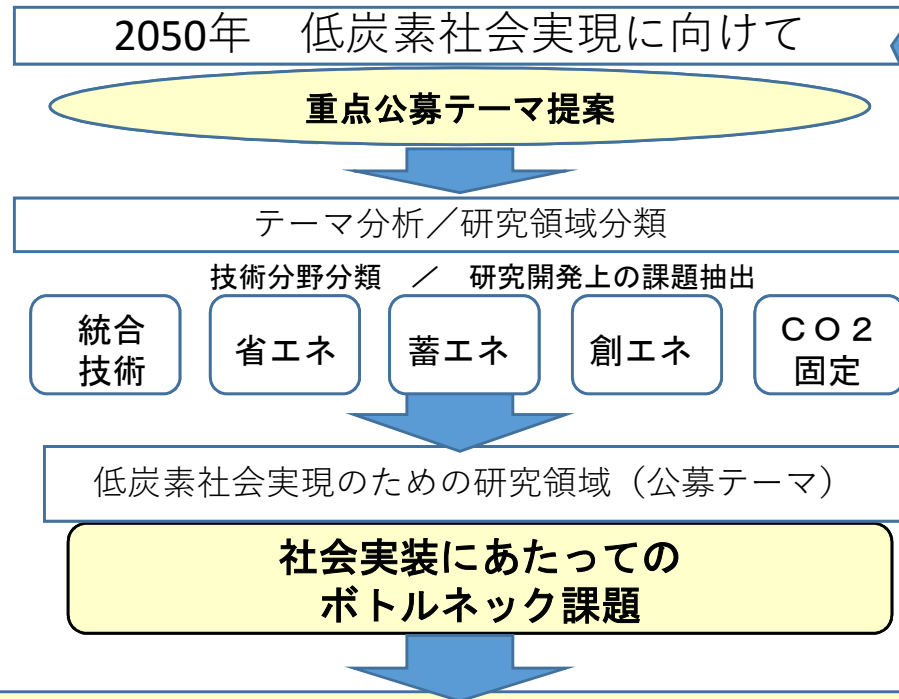 2050年　低炭素社会実現に向けて
重点公募テーマ提案
テーマ分析／研究領域分類
技術分野分類　／　研究開発上の課題抽出
統合
技術
省エネ
蓄エネ
創エネ
ＣＯ２
固定
低炭素社会実現のための研究領域（公募テーマ）
社会実装にあたっての
ボトルネック課題